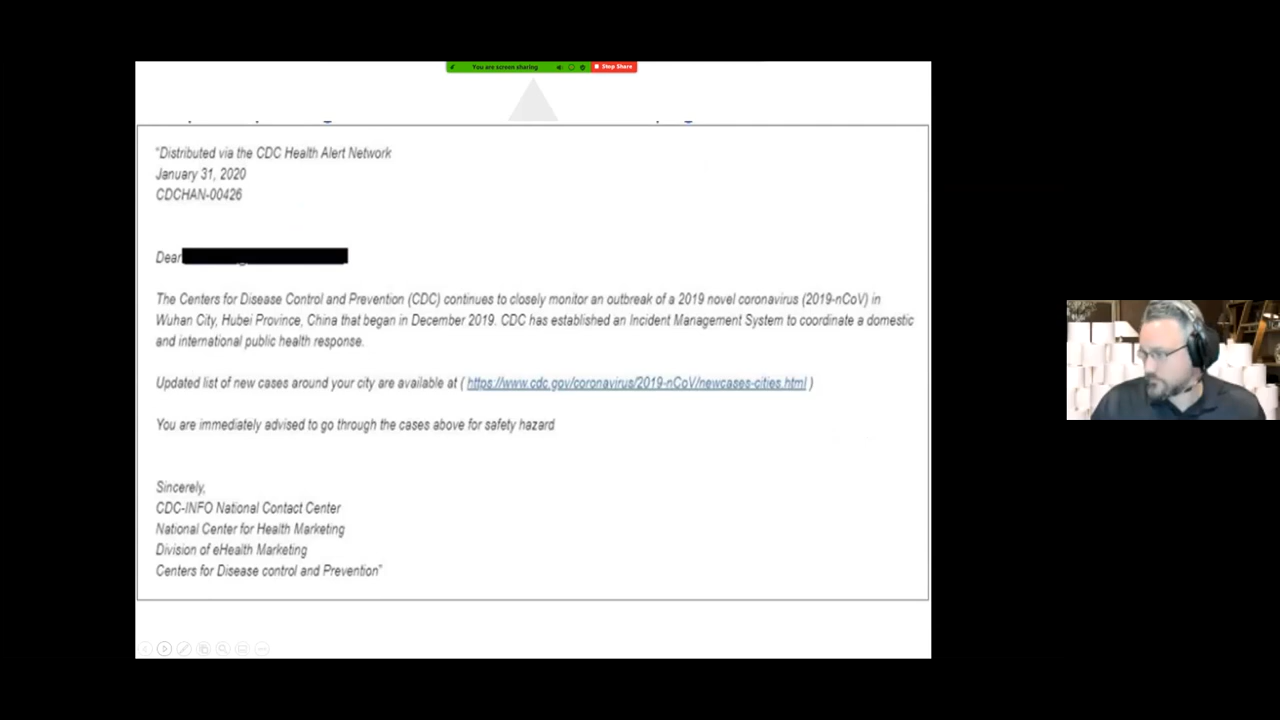 You are screen sharing Stop Share
“Distributed via the CDC Health Alert Network
January 31, 2020
CDCHAN-00426
Dear
The Centers for Disease Control and Prevention (CDC) continues to closely monitor an outbreak of a 2019 novel coronavirus (2019-nCoV) in
Wuhan City, Hubei Province, China that began in December 2019. CDC has established an Incident Management System to coordinate a domestic
and international public health response.
Updated list of new cases around your city are available at ( https://www.cdc.gov/coronavirus/2019-nCoV/newcases-cities.html )
You are immediately advised to go through the cases above for safety hazard
Sincerely,
CDC-INFO National Contact Center
National Center for Health Marketing
Division of eHealth Marketing
Centers for Disease control and Prevention”